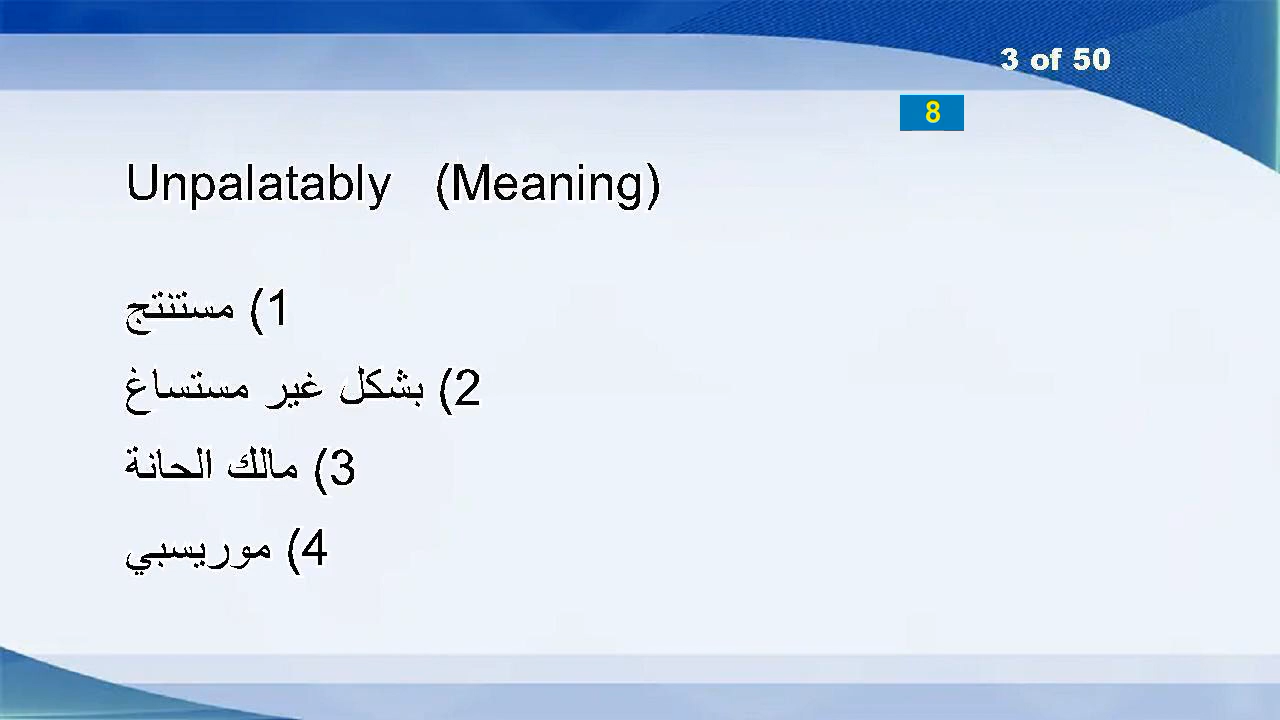 3 of 50
8
Unpalatably (Meaning)
1) مستنتج
2) بشكل غير مستساغ
3) مالك الحانة
4) موريسبي